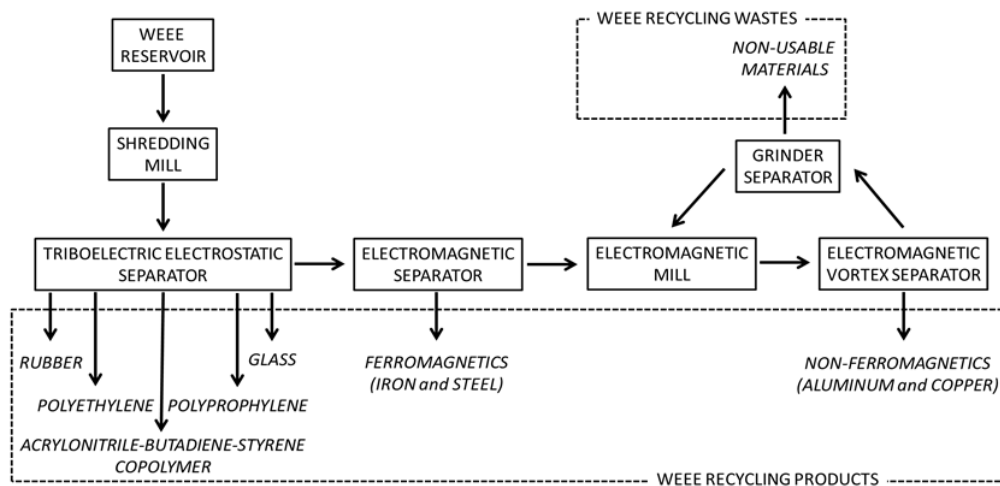 WEEE RECYCLING WASTES
WEEE
RESERVOIR
NON-USABLE
MATERIALS
SHREDDING
MILL
GRINDER
SEPARATOR
TRIBOELECTRIC ELECTROSTATIC
SEPARATOR
ELECTROMAGNETIC
SEPARATOR
ELECTROMAGNETIC
MILL
ELECTROMAGNETIC
VORTEX SEPARATOR
RUBBER
GLASS
POLYETHYLENE
POLYPROPHYLENE
ACRYLONITRILE-BUTADIENE-STYRENE
COPOLYMER
FERROMAGNETICS
(IRON and STEEL)
NON-FERROMAGNETICS
(ALUMINUM and COPPER)
WEEE RECYCLING PRODUCTS